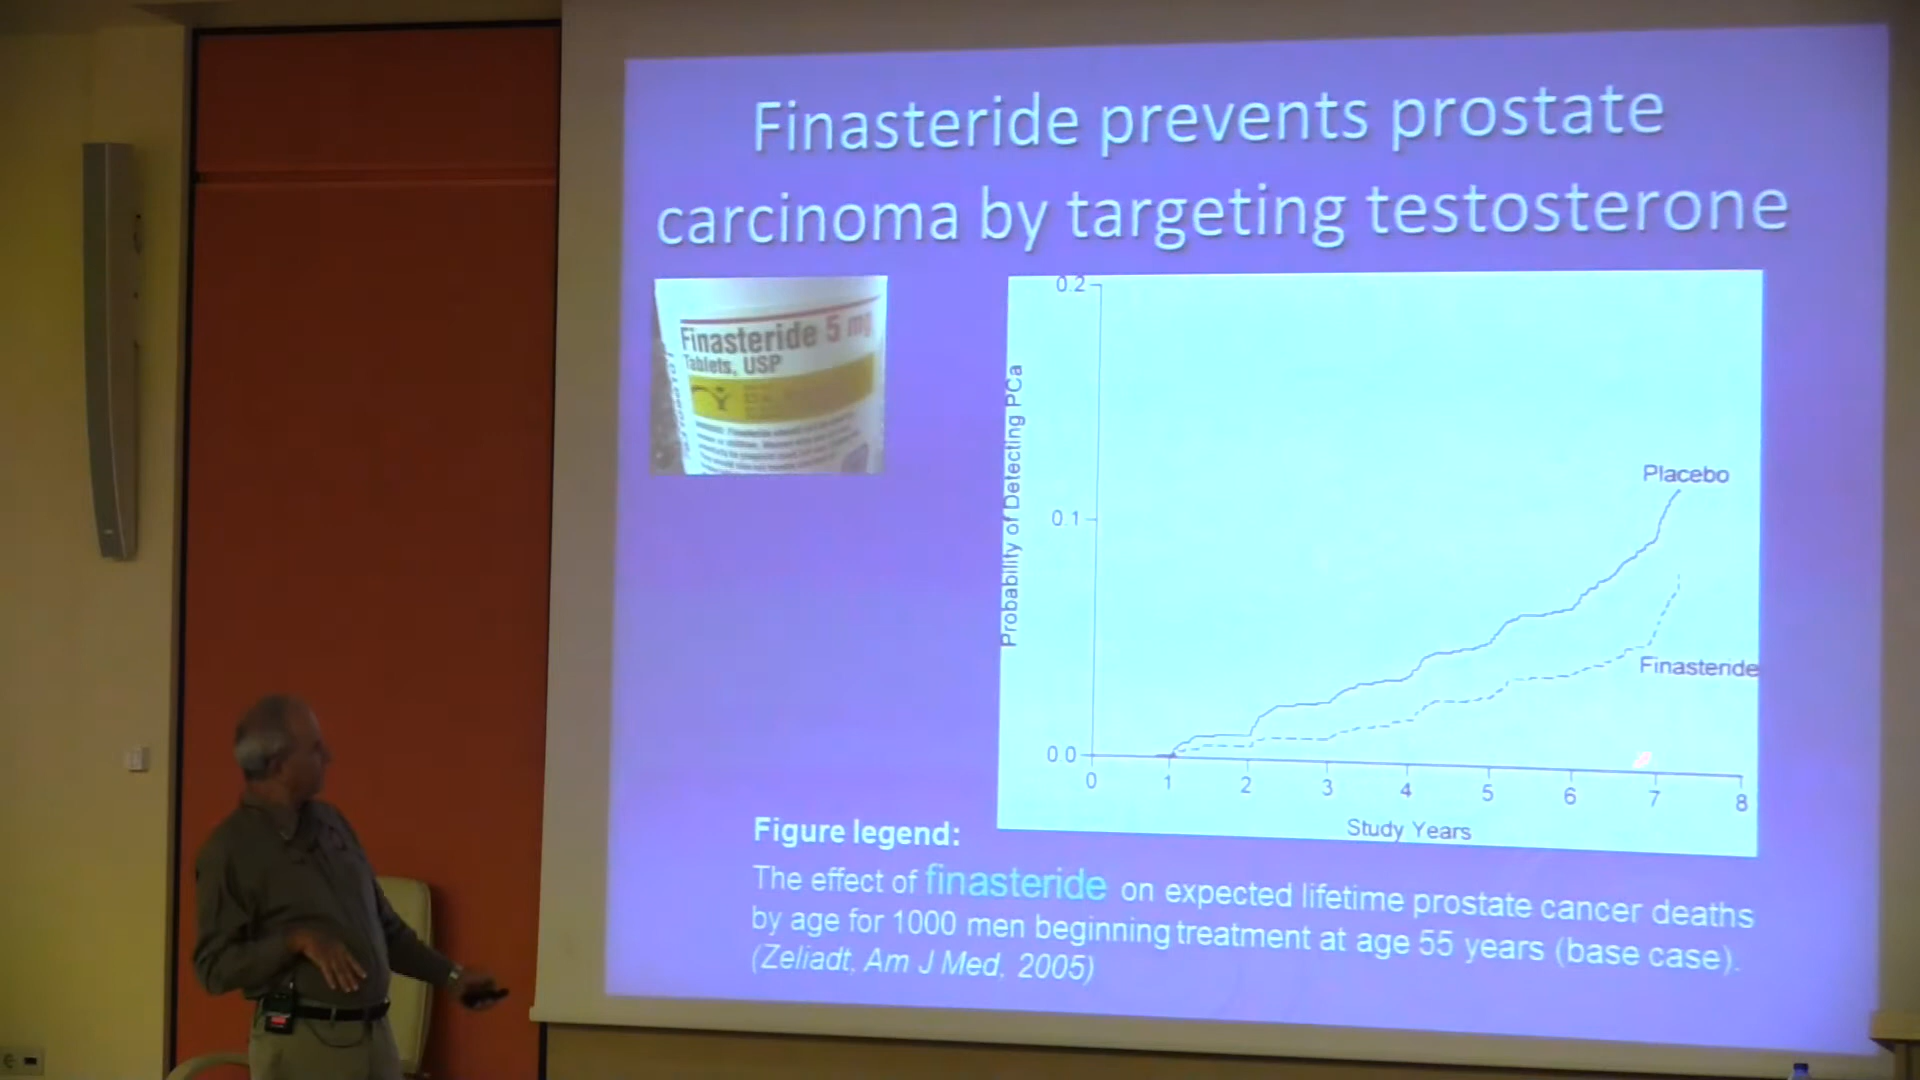 Finasteride prevents prostate
carcinoma by targeting testosterone
Finasteride 5 mg
Tablets, USP
0.2
0.1
0.0
Probability of Detecting PCa
Placebo
Finasteride
0 1 2 3 4 5 6 7 8
Study Years
Figure legend:
The effect of finasteride on expected lifetime prostate cancer deaths
by age for 1000 men beginning treatment at age 55 years (base case).
(Zeliadt, Am J Med, 2005)